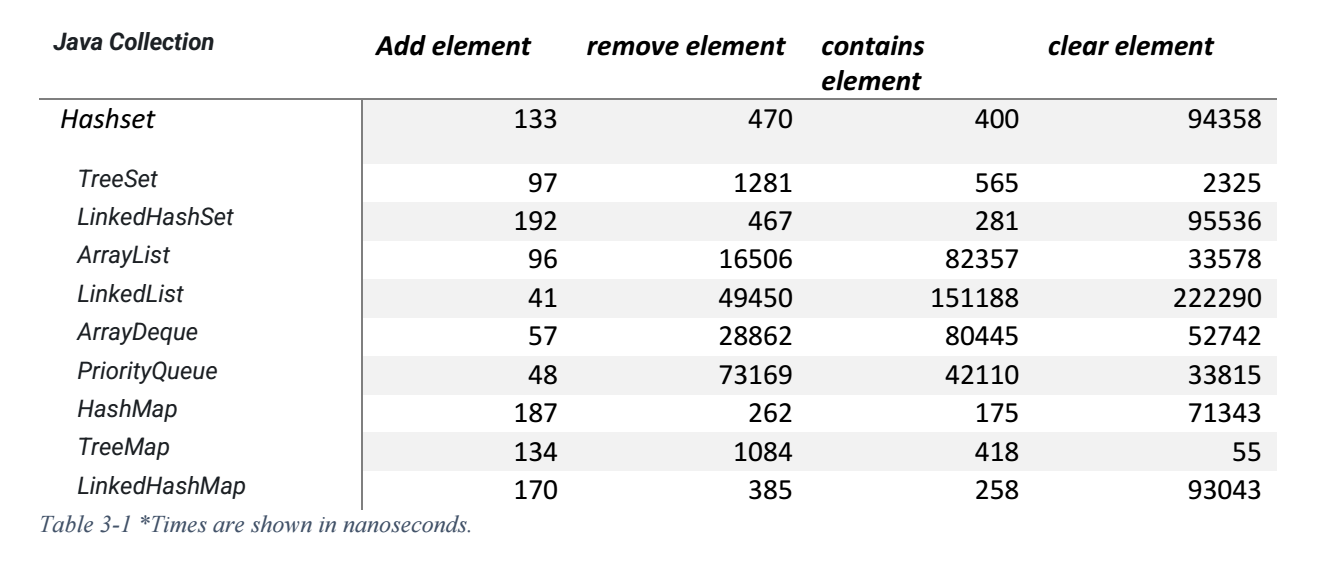 Java Collection Add element remove element contains element clear element
Hashset 133 470 400 94358
TreeSet 97 1281 565 2325
LinkedHashSet 192 467 281 95536
ArrayList 96 16506 82357 33578
LinkedList 41 49450 151188 222290
ArrayDeque 57 28862 80445 52742
PriorityQueue 48 73169 42110 33815
HashMap 187 262 175 71343
TreeMap 134 1084 418 55
LinkedHashMap 170 385 258 93043
Table 3-1 *Times are shown in nanoseconds.